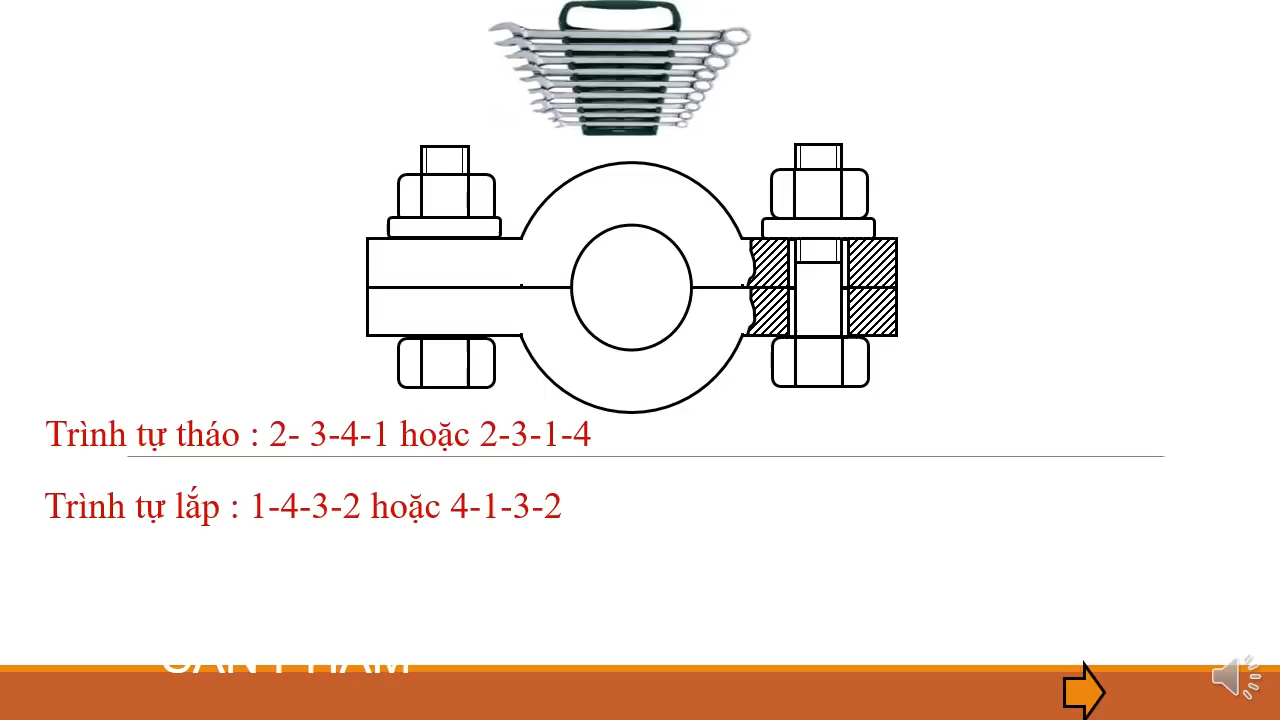 Trình tự tháo : 2- 3-4-1 hoặc 2-3-1-4
Trình tự lắp : 1-4-3-2 hoặc 4-1-3-2